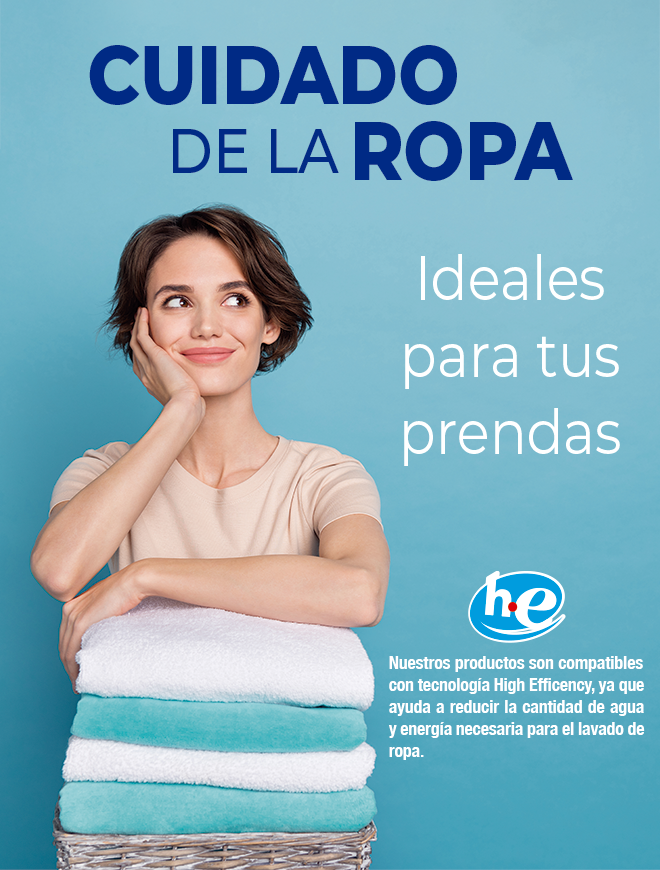 CUIDADO
DE LA ROPA
Ideales
para tus
prendas
h·e
Nuestros productos son compatibles
con tecnología High Efficency, ya que
ayuda a reducir la cantidad de agua
y energía necesaria para el lavado de
ropa.